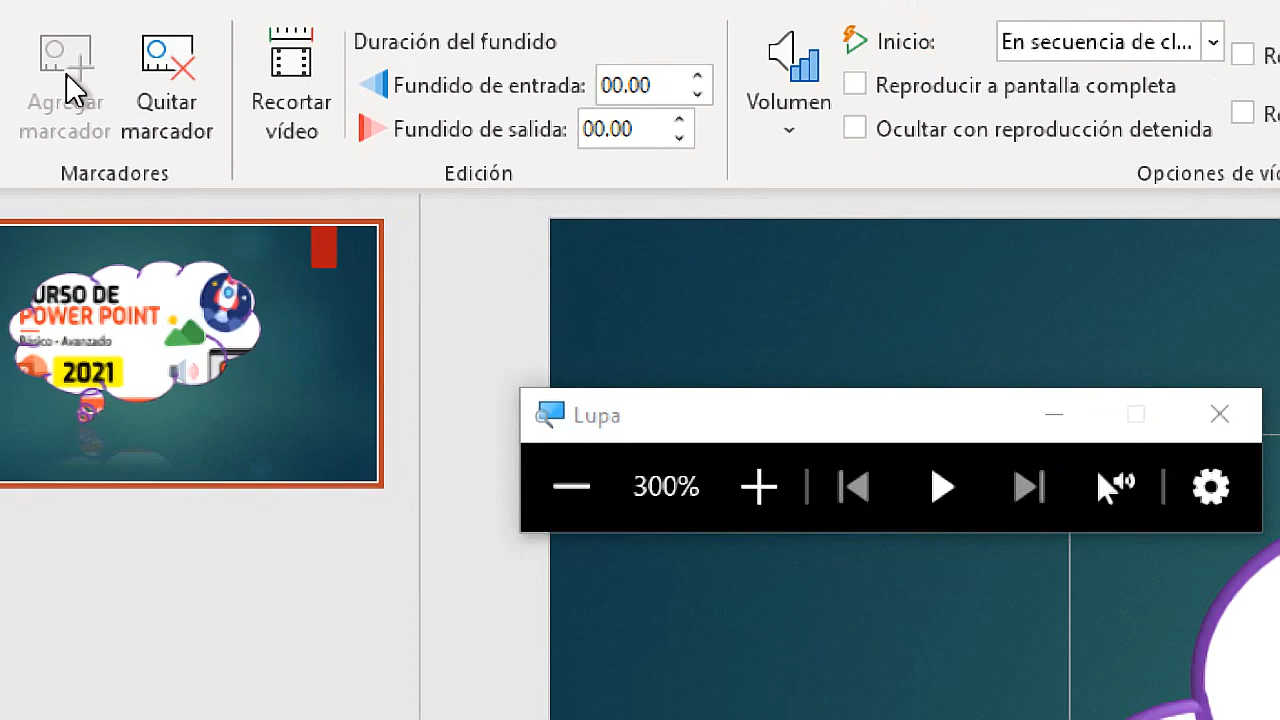 Agregar
marcador
Quitar
marcador
Marcadores
Recortar
vídeo
Duración del fundido
Fundido de entrada: 00.00
Fundido de salida: 00.00
Edición
Volumen
Inicio: En secuencia de cl...
Reproducir a pantalla completa
Ocultar con reproducción detenida
Opciones de
URSO DE
POWER POINT
Básico - Avanzado
2021
Lupa
300%